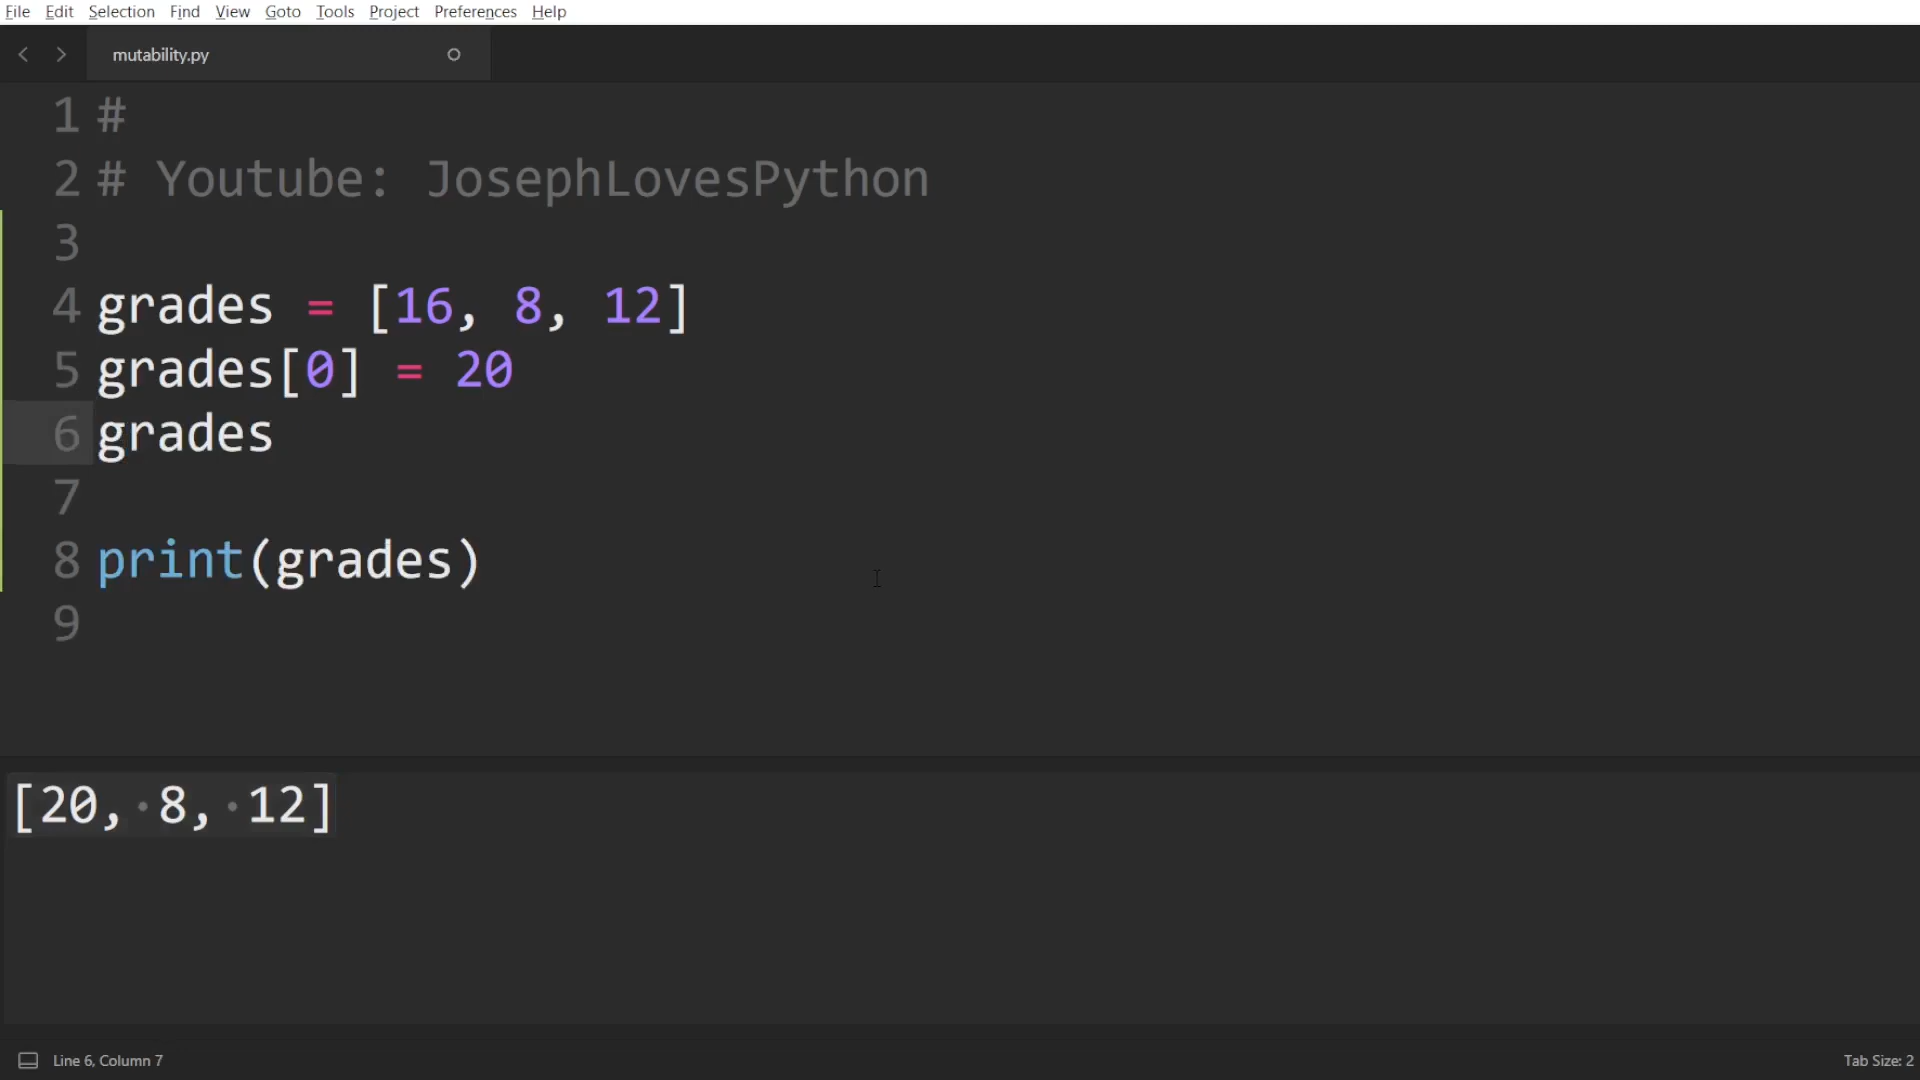 File Edit Selection Find View Goto Tools Project Preferences Help
mutability.py
1 #
2 # Youtube: JosephLovesPython
3
4 grades = [16, 8, 12]
5 grades[0] = 20
6 grades
7
8 print(grades)
9
[20,·8,·12]
Line 6, Column 7 Tab Size: 2